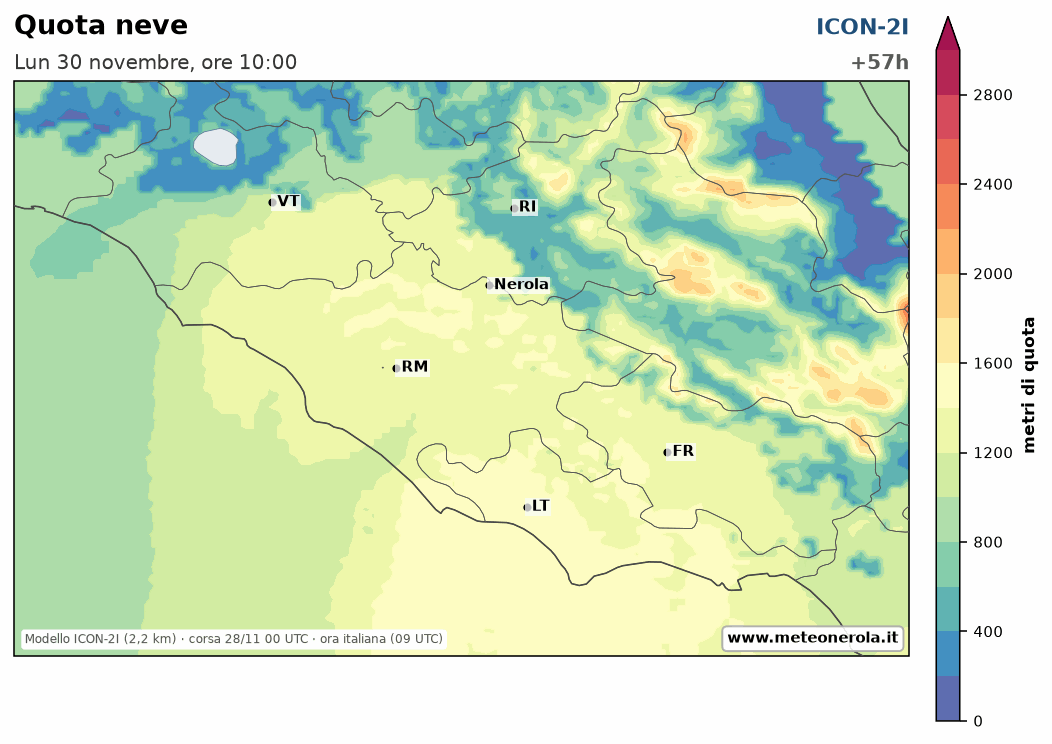 Quota neve
ICON-2I
Lun 30 novembre, ore 10:00
+57h
VT
RI
Nerola
RM
FR
LT
Modello ICON-2I (2,2 km) · corsa 28/11 00 UTC · ora italiana (09 UTC)
www.meteonerola.it
2800
2400
2000
1600
1200
800
400
0
metri di quota